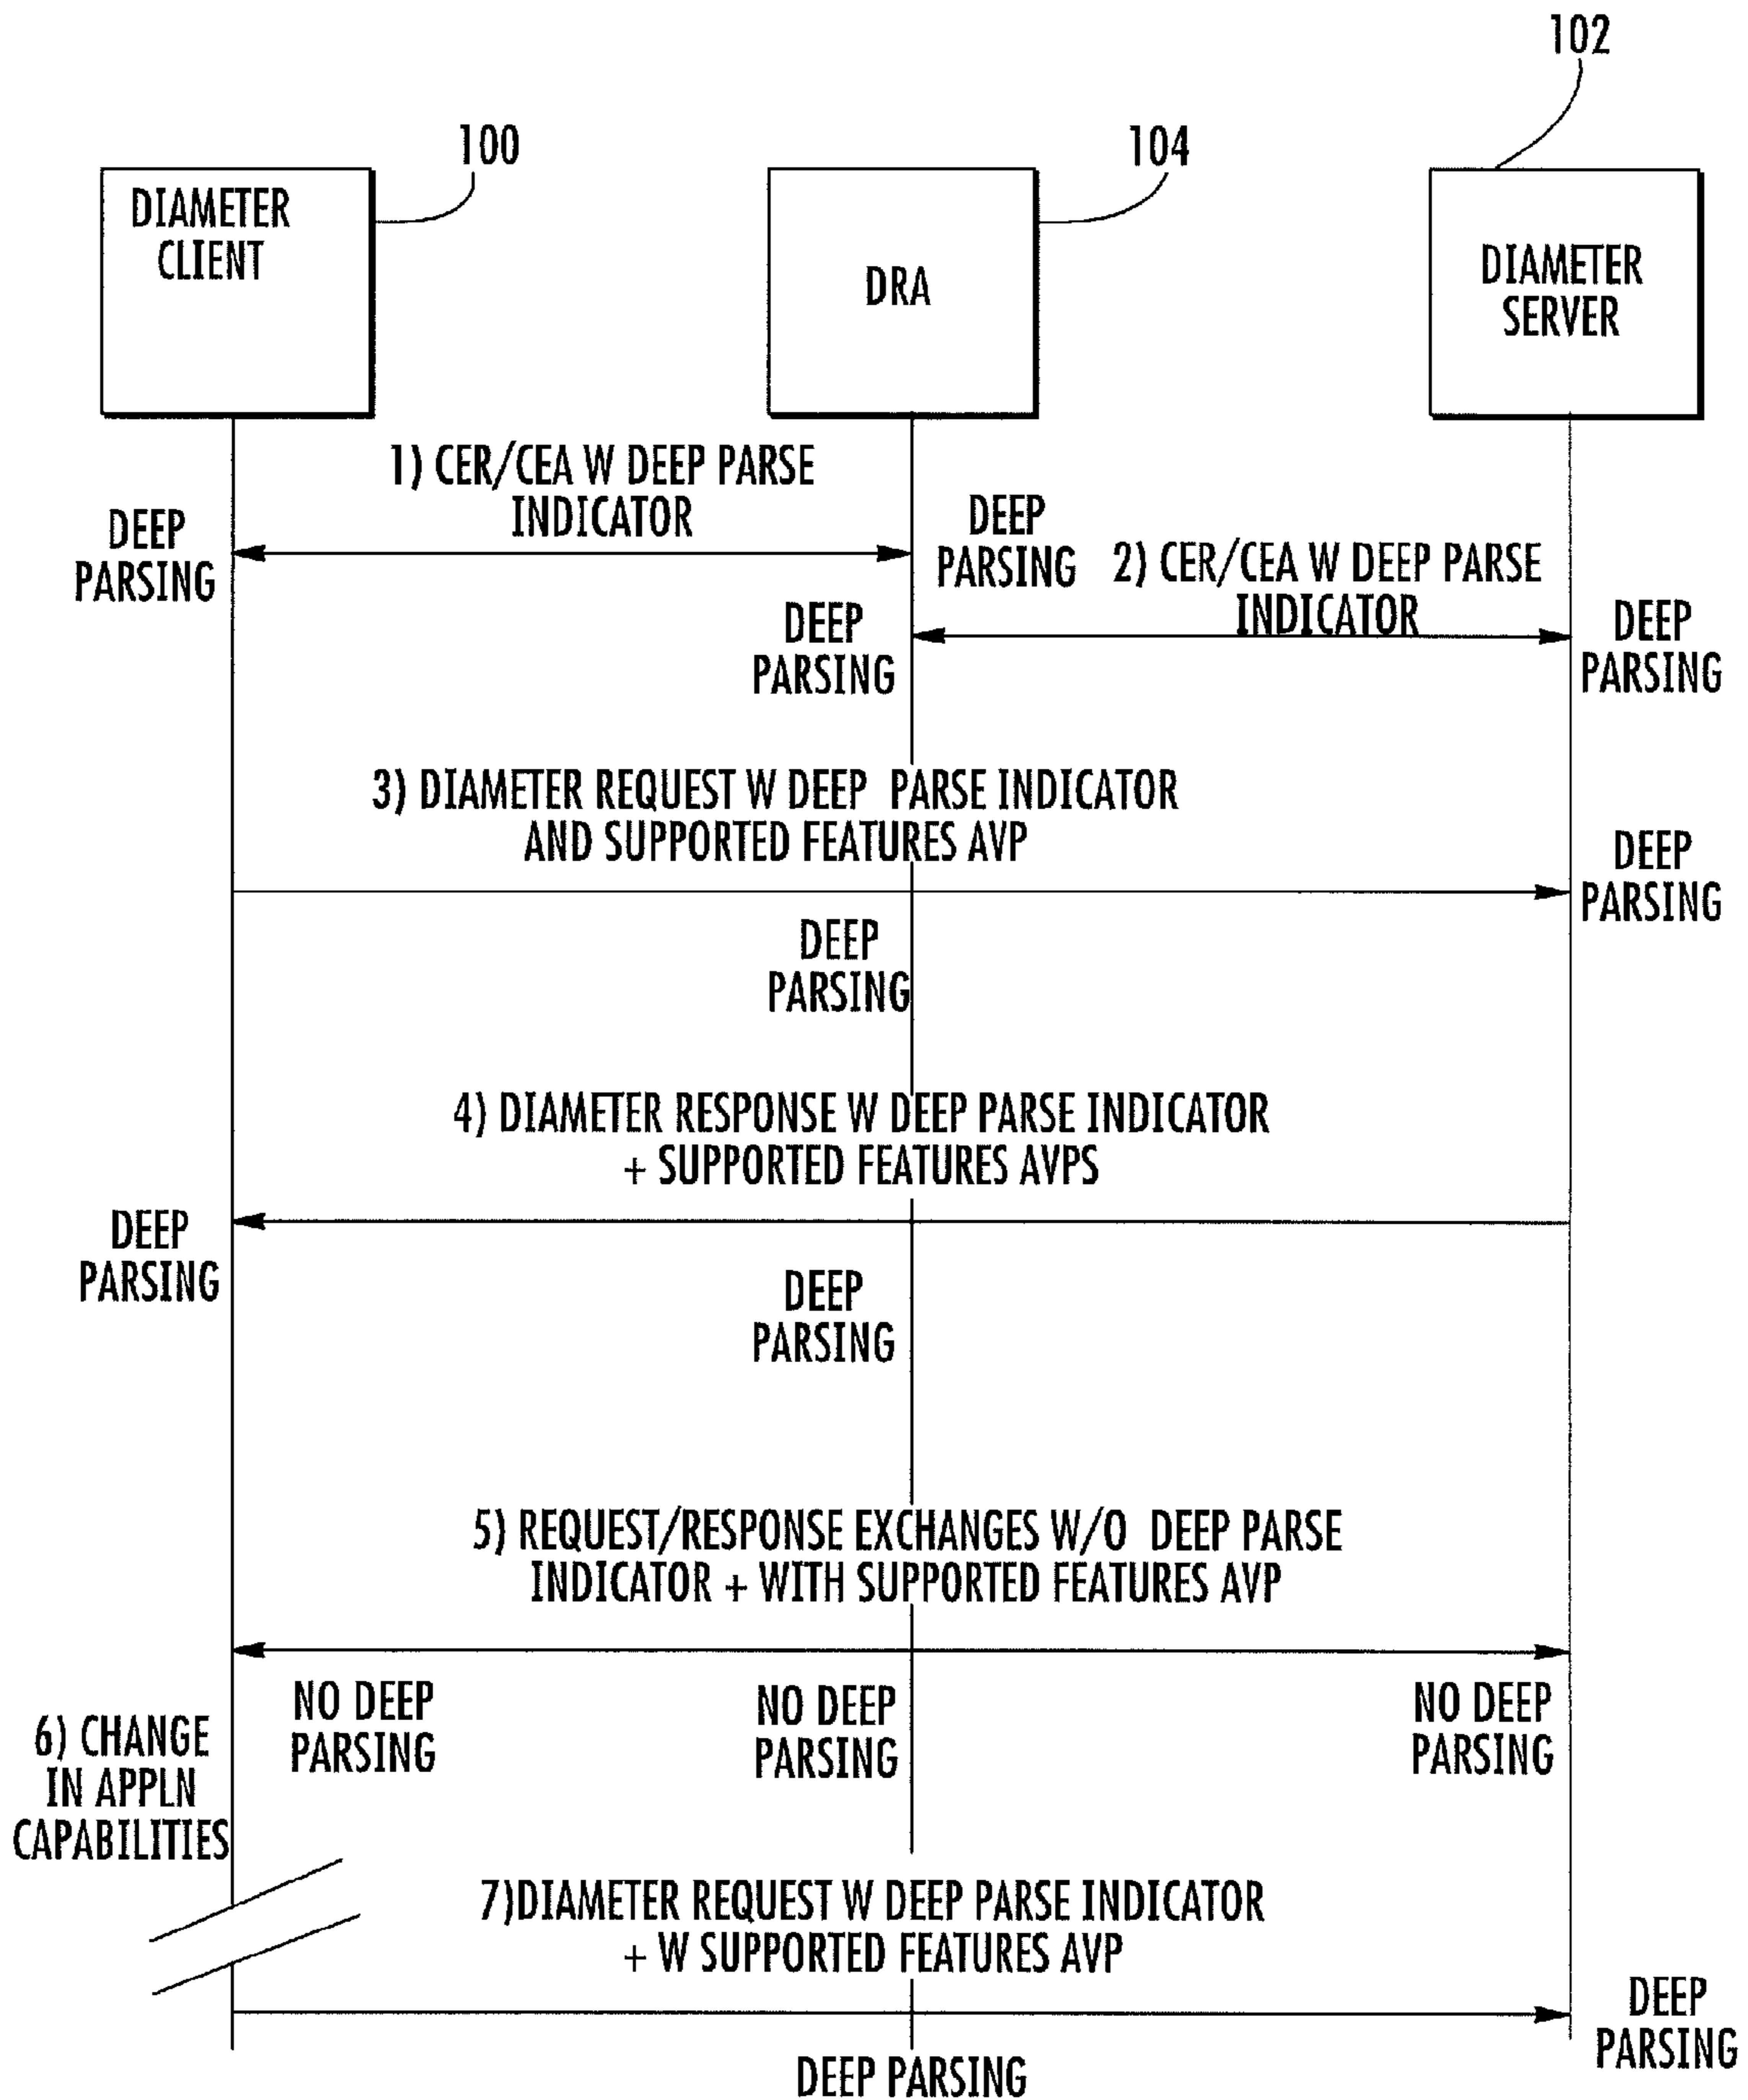 102
100
104
DIAMETER
CLIENT
DRA
DIAMETER
SERVER
1) CER/CEA W DEEP PARSE
INDICATOR
DEEP
PARSING
DEEP
PARSING
2) CER/CEA W DEEP PARSE
INDICATOR
DEEP
PARSING
DEEP
PARSING
3) DIAMETER REQUEST W DEEP PARSE INDICATOR
AND SUPPORTED FEATURES AVP
DEEP
PARSING
DEEP
PARSING
4) DIAMETER RESPONSE W DEEP PARSE INDICATOR
+ SUPPORTED FEATURES AVPS
DEEP
PARSING
DEEP
PARSING
5) REQUEST/RESPONSE EXCHANGES W/O DEEP PARSE
INDICATOR + WITH SUPPORTED FEATURES AVP
NO DEEP
PARSING
NO DEEP
PARSING
NO DEEP
PARSING
6) CHANGE
IN APPLN
CAPABILITIES
7)DIAMETER REQUEST W DEEP PARSE INDICATOR
+ W SUPPORTED FEATURES AVP
DEEP
PARSING
DEEP PARSING